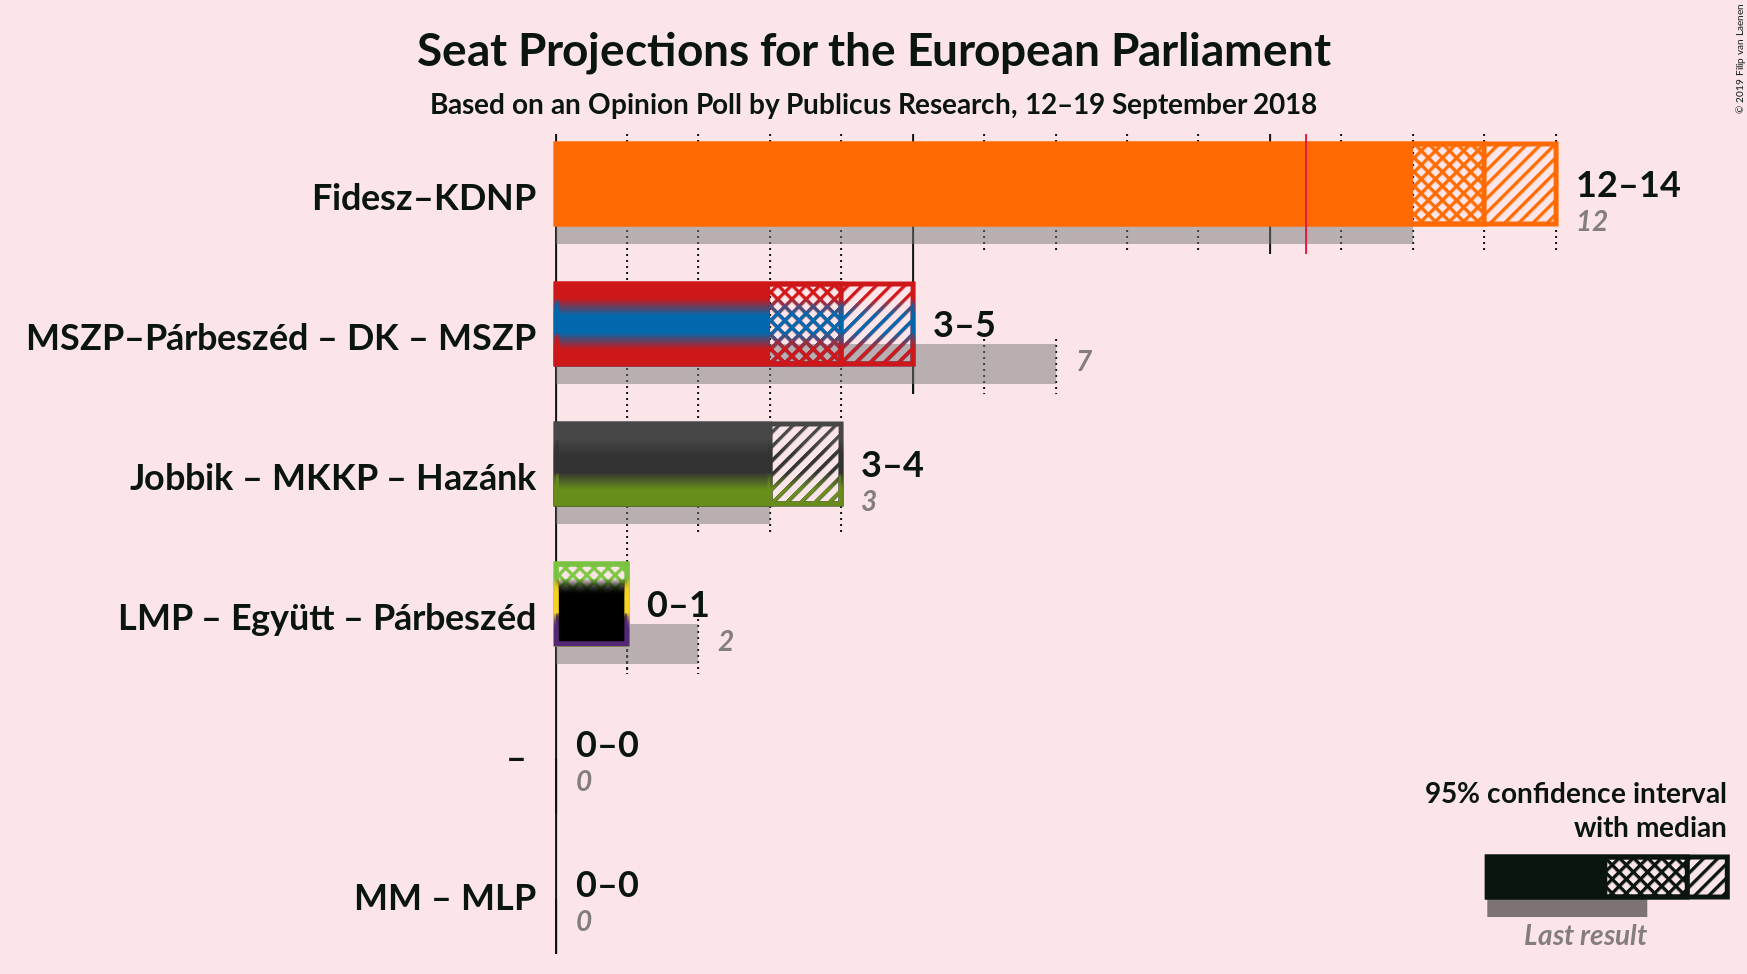 Seat Projections for the European Parliament
Based on an Opinion Poll by Publicus Research, 12–19 September 2018
© 2019 Filip van Laenen
Fidesz–KDNP
12–14
12
MSZP–Párbeszéd – DK – MSZP
3–5
7
Jobbik – MKKP – Hazánk
3–4
3
LMP – Együtt – Párbeszéd
0–1
2
–
0–0
0
MM – MLP
0–0
0
95% confidence interval
with median
Last result